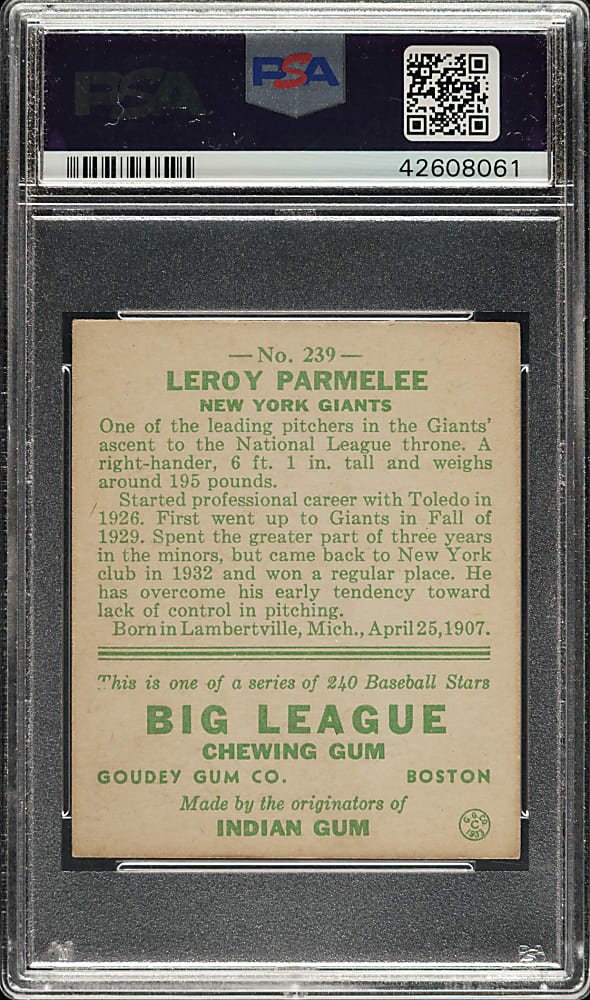 PSA
PSA
42608061
— No. 239 —
LEROY PARMELEE
NEW YORK GIANTS
One of the leading pitchers in the Giants'
ascent to the National League throne. A
right-hander, 6 ft. 1 in. tall and weighs
around 195 pounds.
Started professional career with Toledo in
1926. First went up to Giants in Fall of
1929. Spent the greater part of three years
in the minors, but came back to New York
club in 1932 and won a regular place. He
has overcome his early tendency toward
lack of control in pitching.
Born in Lambertville, Mich., April 25, 1907.
This is one of a series of 240 Baseball Stars
BIG LEAGUE
CHEWING GUM
GOUDEY GUM CO. BOSTON
Made by the originators of
INDIAN GUM
G. G. CO.
C
1933
PSA